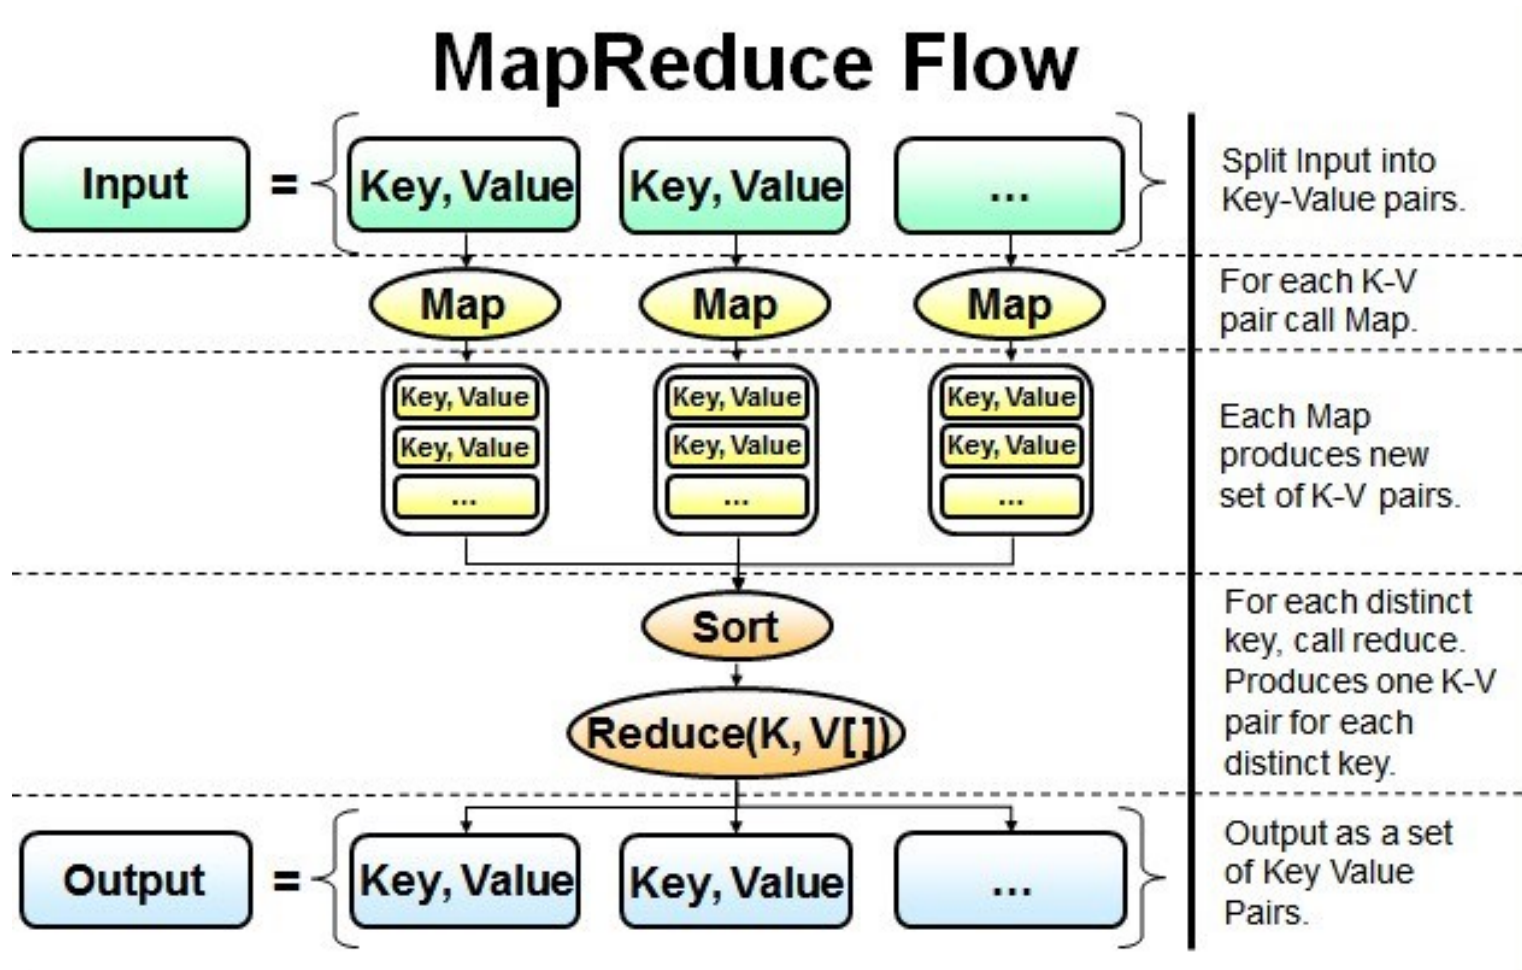 MapReduce Flow
Input = Key, Value Key, Value ...
Split Input into
Key-Value pairs.
Map Map Map
For each K-V
pair call Map.
Key, Value Key, Value Key, Value
Key, Value Key, Value Key, Value
... ... ...
Each Map
produces new
set of K-V pairs.
Sort
Reduce(K, V[])
For each distinct
key, call reduce.
Produces one K-V
pair for each
distinct key.
Output = Key, Value Key, Value ...
Output as a set
of Key Value
Pairs.